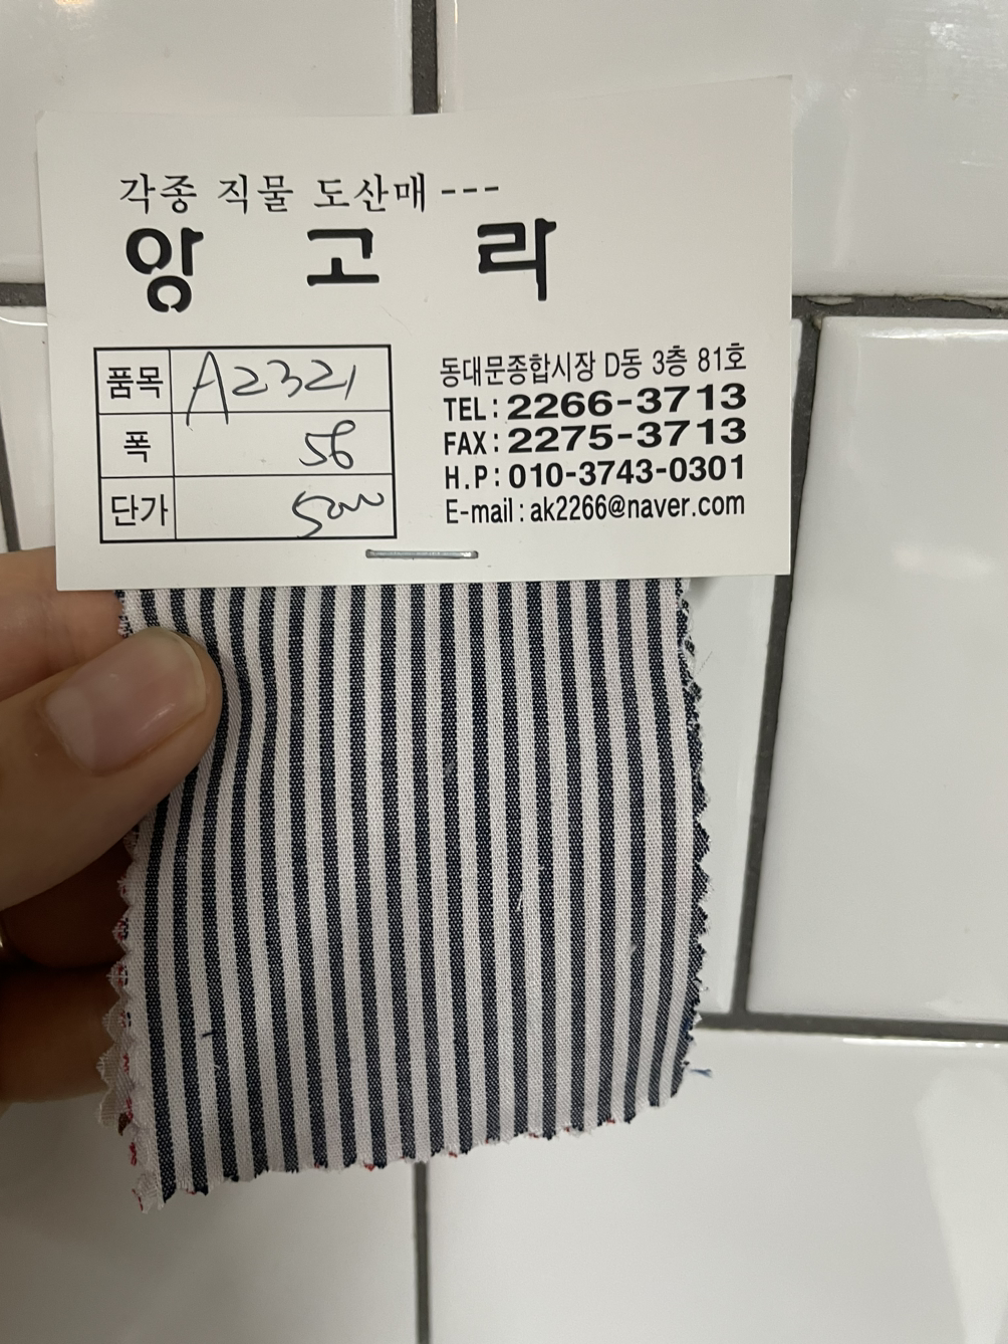 각종 직물 도산매 ---
앙 고 라
품목 A2321
폭 56
단가 5000
동대문종합시장 D동 3층 81호
TEL : 2266-3713
FAX : 2275-3713
H.P : 010-3743-0301
E-mail : ak2266@naver.com